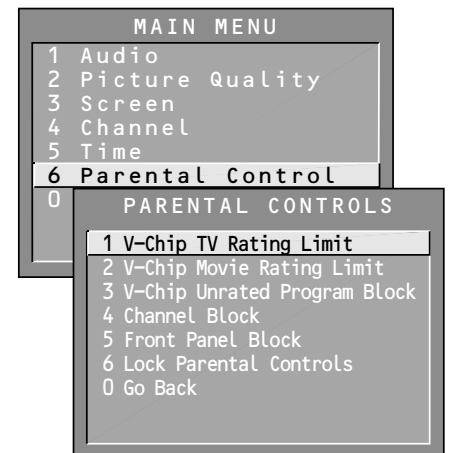 MAIN MENU
1 Audio
2 Picture Quality
3 Screen
4 Channel
5 Time
6 Parental Control
0
PARENTAL CONTROLS
1 V-Chip TV Rating Limit
2 V-Chip Movie Rating Limit
3 V-Chip Unrated Program Block
4 Channel Block
5 Front Panel Block
6 Lock Parental Controls
0 Go Back